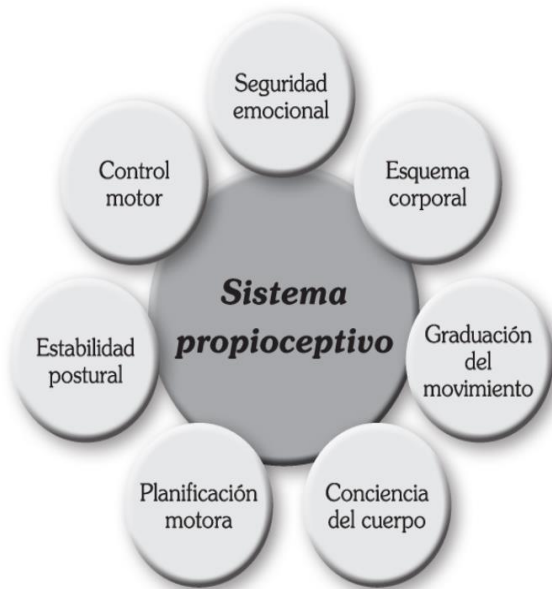 Seguridad
emocional
Esquema
corporal
Graduación
del
movimiento
Conciencia
del cuerpo
Planificación
motora
Estabilidad
postural
Control
motor
Sistema
propioceptivo